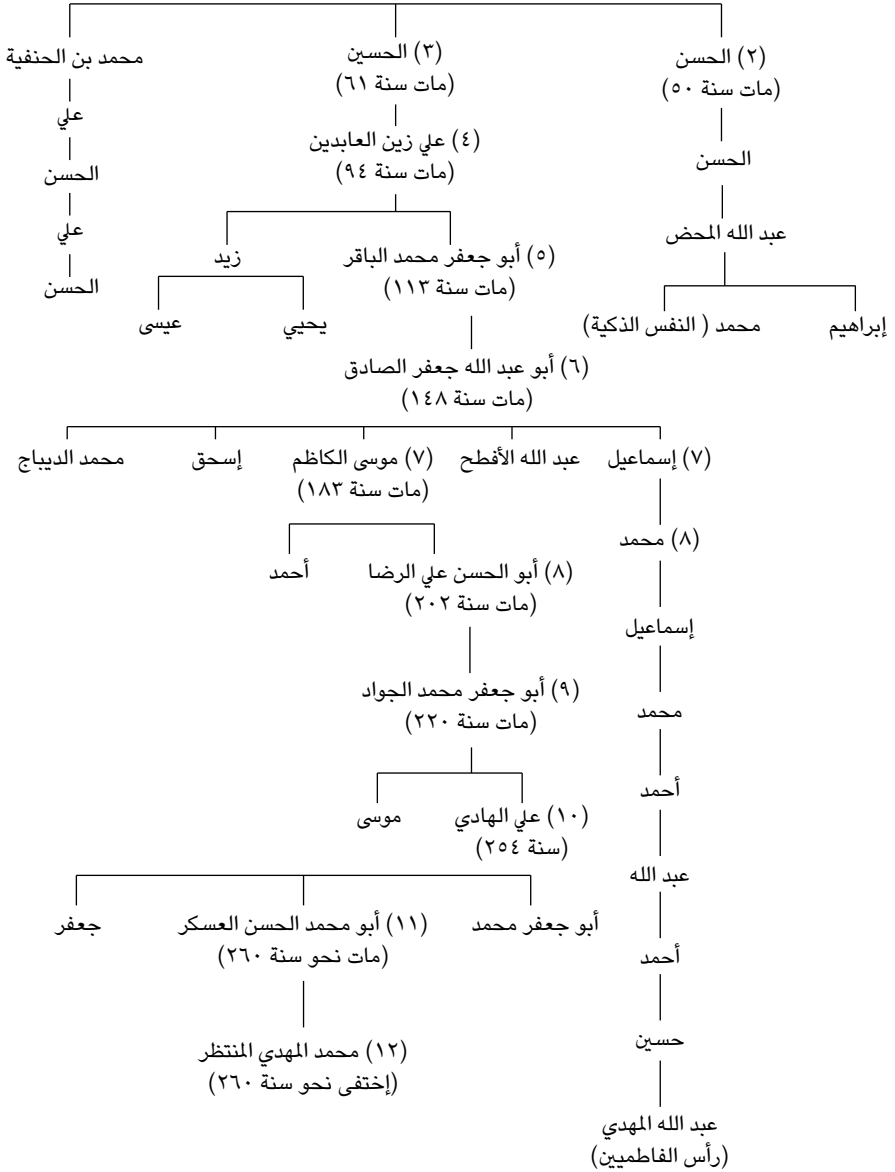 (٢) الحسن
(مات سنة ٥٠)
(٣) الحسين
(مات سنة ٦١)
محمد بن الحنفية
علي
(٤) علي زين العابدين
(مات سنة ٩٤)
الحسن
الحسن
علي
عبد الله المحض
(٥) أبو جعفر محمد الباقر
(مات سنة ١١٣)
زيد
الحسن
إبراهيم
محمد ( النفس الذكية)
يحيي
عيسى
(٦) أبو عبد الله جعفر الصادق
(مات سنة ١٤٨)
(٧) إسماعيل
عبد الله الأفطح
(٧) موسى الكاظم
(مات سنة ١٨٣)
إسحق
محمد الديباج
(٨) محمد
(٨) أبو الحسن علي الرضا
(مات سنة ٢٠٢)
أحمد
إسماعيل
(٩) أبو جعفر محمد الجواد
(مات سنة ٢٢٠)
محمد
أحمد
(١٠) علي الهادي
(سنة ٢٥٤)
موسى
عبد الله
أبو جعفر محمد
(١١) أبو محمد الحسن العسكر
(مات نحو سنة ٢٦٠)
جعفر
أحمد
حسين
(١٢) محمد المهدي المنتظر
(إختفى نحو سنة ٢٦٠)
عبد الله المهدي
(رأس الفاطميين)